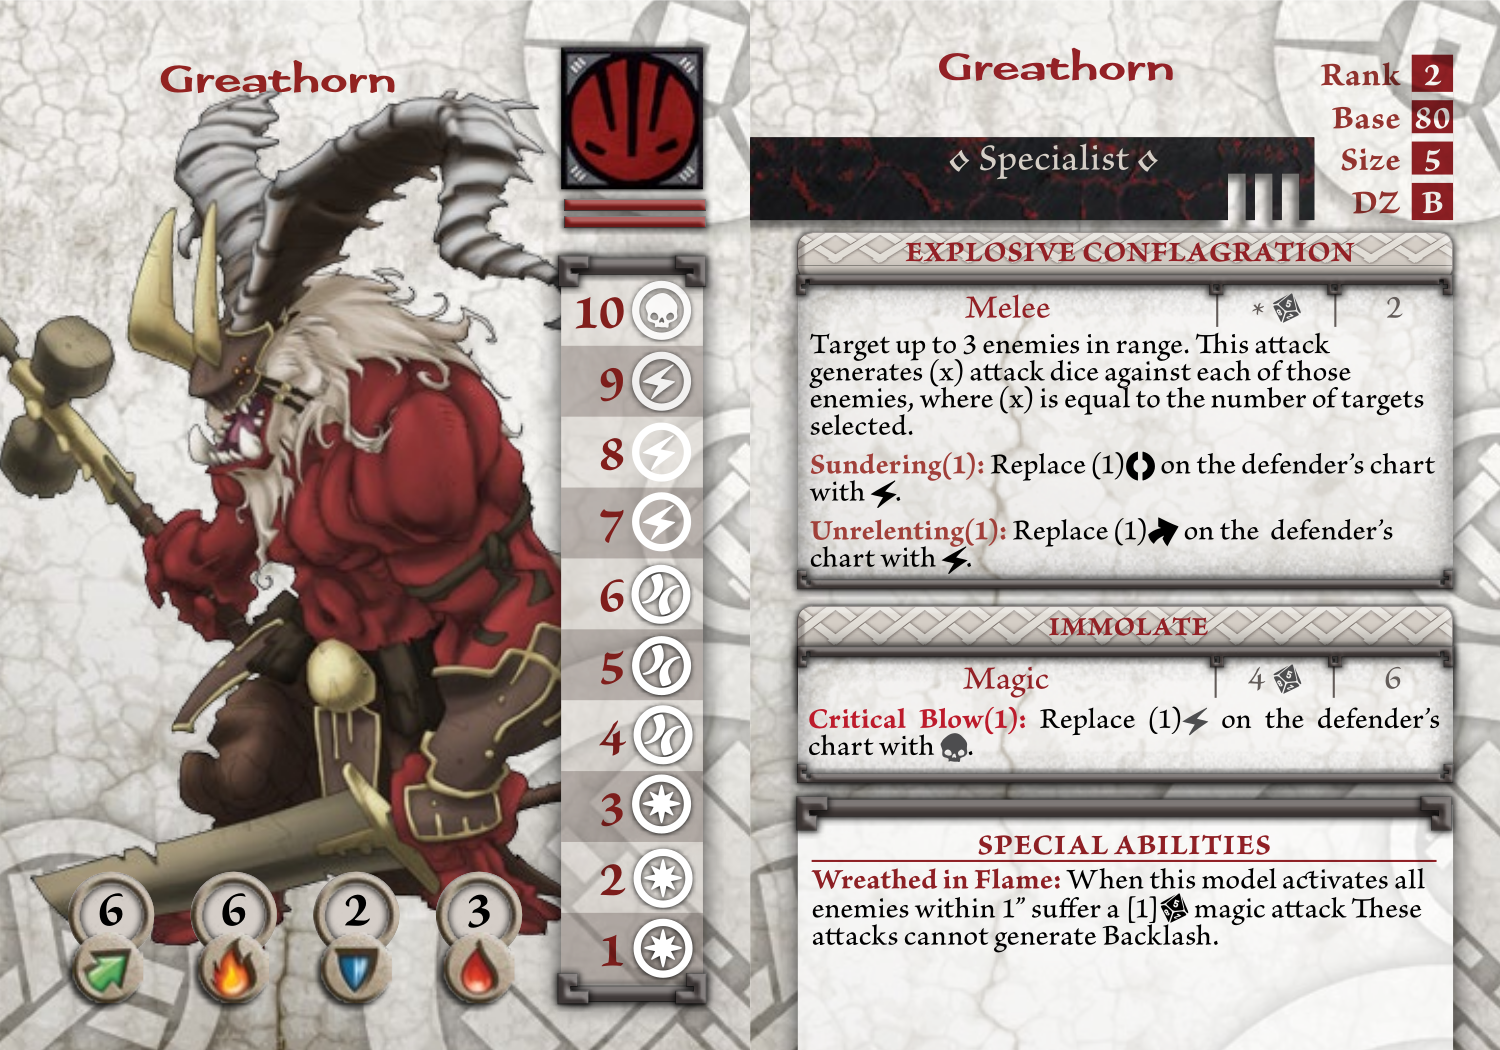 Greathorn
10
9
8
7
6
5
4
3
2
1
6 6 2 3
Greathorn
Rank 2
Base 80
Size 5
DZ B
Specialist
EXPLOSIVE CONFLAGRATION
Melee * 2
Target up to 3 enemies in range. This attack
generates (x) attack dice against each of those
enemies, where (x) is equal to the number of targets
selected.
Sundering(1): Replace (1) on the defender's chart
with .
Unrelenting(1): Replace (1) on the defender's
chart with .
IMMOLATE
Magic 4 6
Critical Blow(1): Replace (1) on the defender's
chart with .
SPECIAL ABILITIES
Wreathed in Flame: When this model activates all
enemies within 1" suffer a [1] magic attack These
attacks cannot generate Backlash.